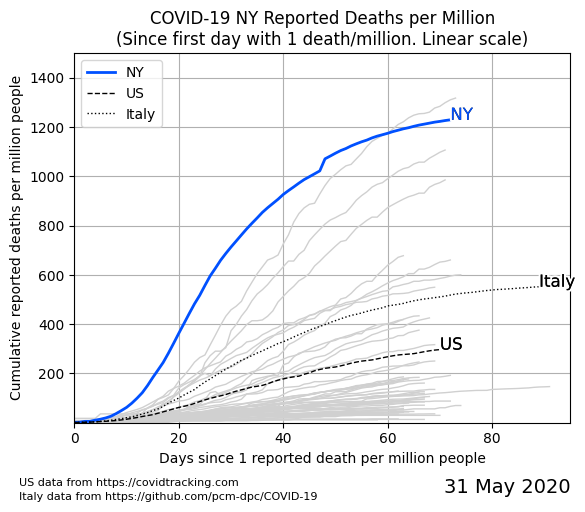 COVID-19 NY Reported Deaths per Million
(Since first day with 1 death/million. Linear scale)
Cumulative reported deaths per million people
1400
1200
1000
800
600
400
200
NY
US
Italy
NY
Italy
US
0
20
40
60
80
Days since 1 reported death per million people
US data from https://covidtracking.com
Italy data from https://github.com/pcm-dpc/COVID-19
31 May 2020